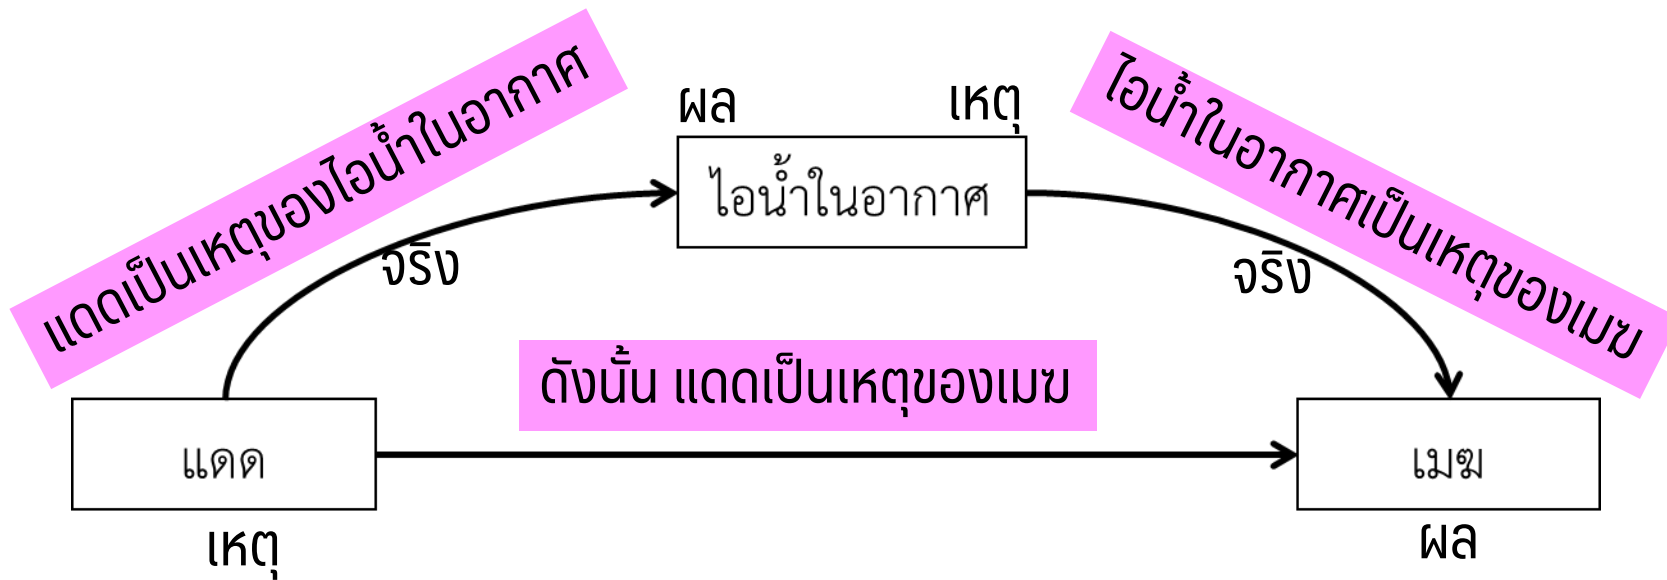 แดดเป็นเหตุของไอน้ำในอากาศ
ไอน้ำในอากาศเป็นเหตุของเมฆ
ผล
เหตุ
ไอน้ำในอากาศ
จริง
จริง
ดังนั้น แดดเป็นเหตุของเมฆ
แดด
เมฆ
เหตุ
ผล